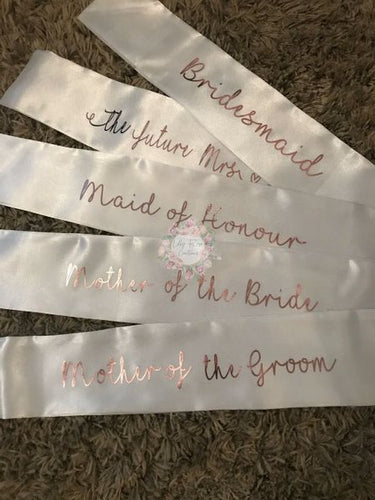 Bridesmaid
the future Mrs.
Maid of Honour
Mother of the Bride
Mother of the Groom